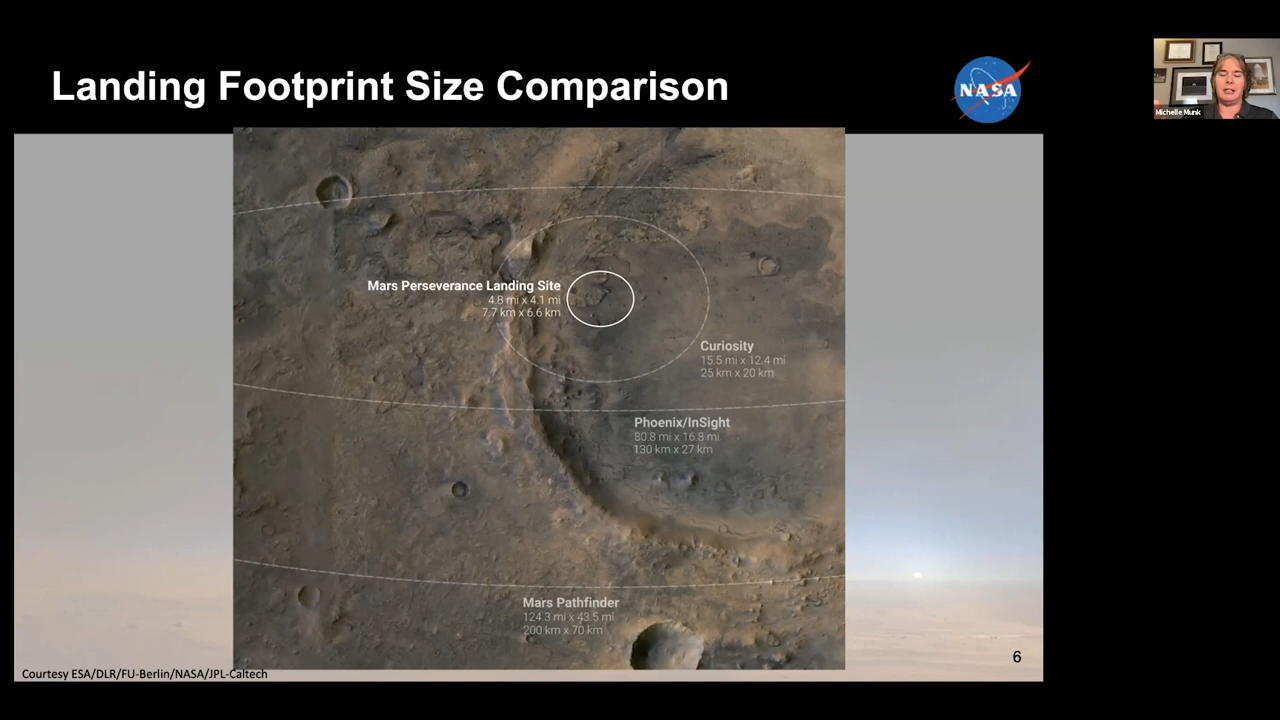 Landing Footprint Size Comparison
NASA
Michelle Munk
Mars Perseverance Landing Site
4.8 mi x 4.1 mi
7.7 km x 6.6 km
Curiosity
15.5 mi x 12.4 mi
25 km x 20 km
Phoenix/InSight
80.8 mi x 16.8 mi
130 km x 27 km
Mars Pathfinder
124.3 mi x 43.5 mi
200 km x 70 km
6
Courtesy ESA/DLR/FU-Berlin/NASA/JPL-Caltech